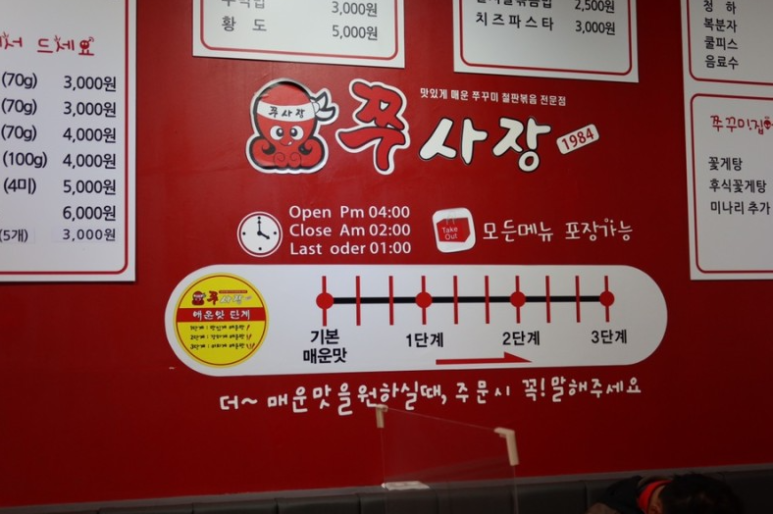 3,000원
황 도 5,000원
2,500원
치즈파스타 3,000원
청 하
복분자
쿨피스
음료수
드세요
(70g) 3,000원
(70g) 3,000원
(70g) 4,000원
(100g) 4,000원
(4미) 5,000원
6,000원
(5개) 3,000원
맛있게 매운 쭈꾸미 철판볶음 전문점
쭈사장
쭈사장 1984
쭈꾸미집
꽃게탕
후식꽃게탕
미나리 추가
Open Pm 04:00
Close Am 02:00
Last oder 01:00
Take Out
모든메뉴 포장가능
쭈사장
매운맛 단계
기본 매운맛
1단계
2단계
3단계
더~ 매운맛을원하실때, 주문시 꼭!말해주세요